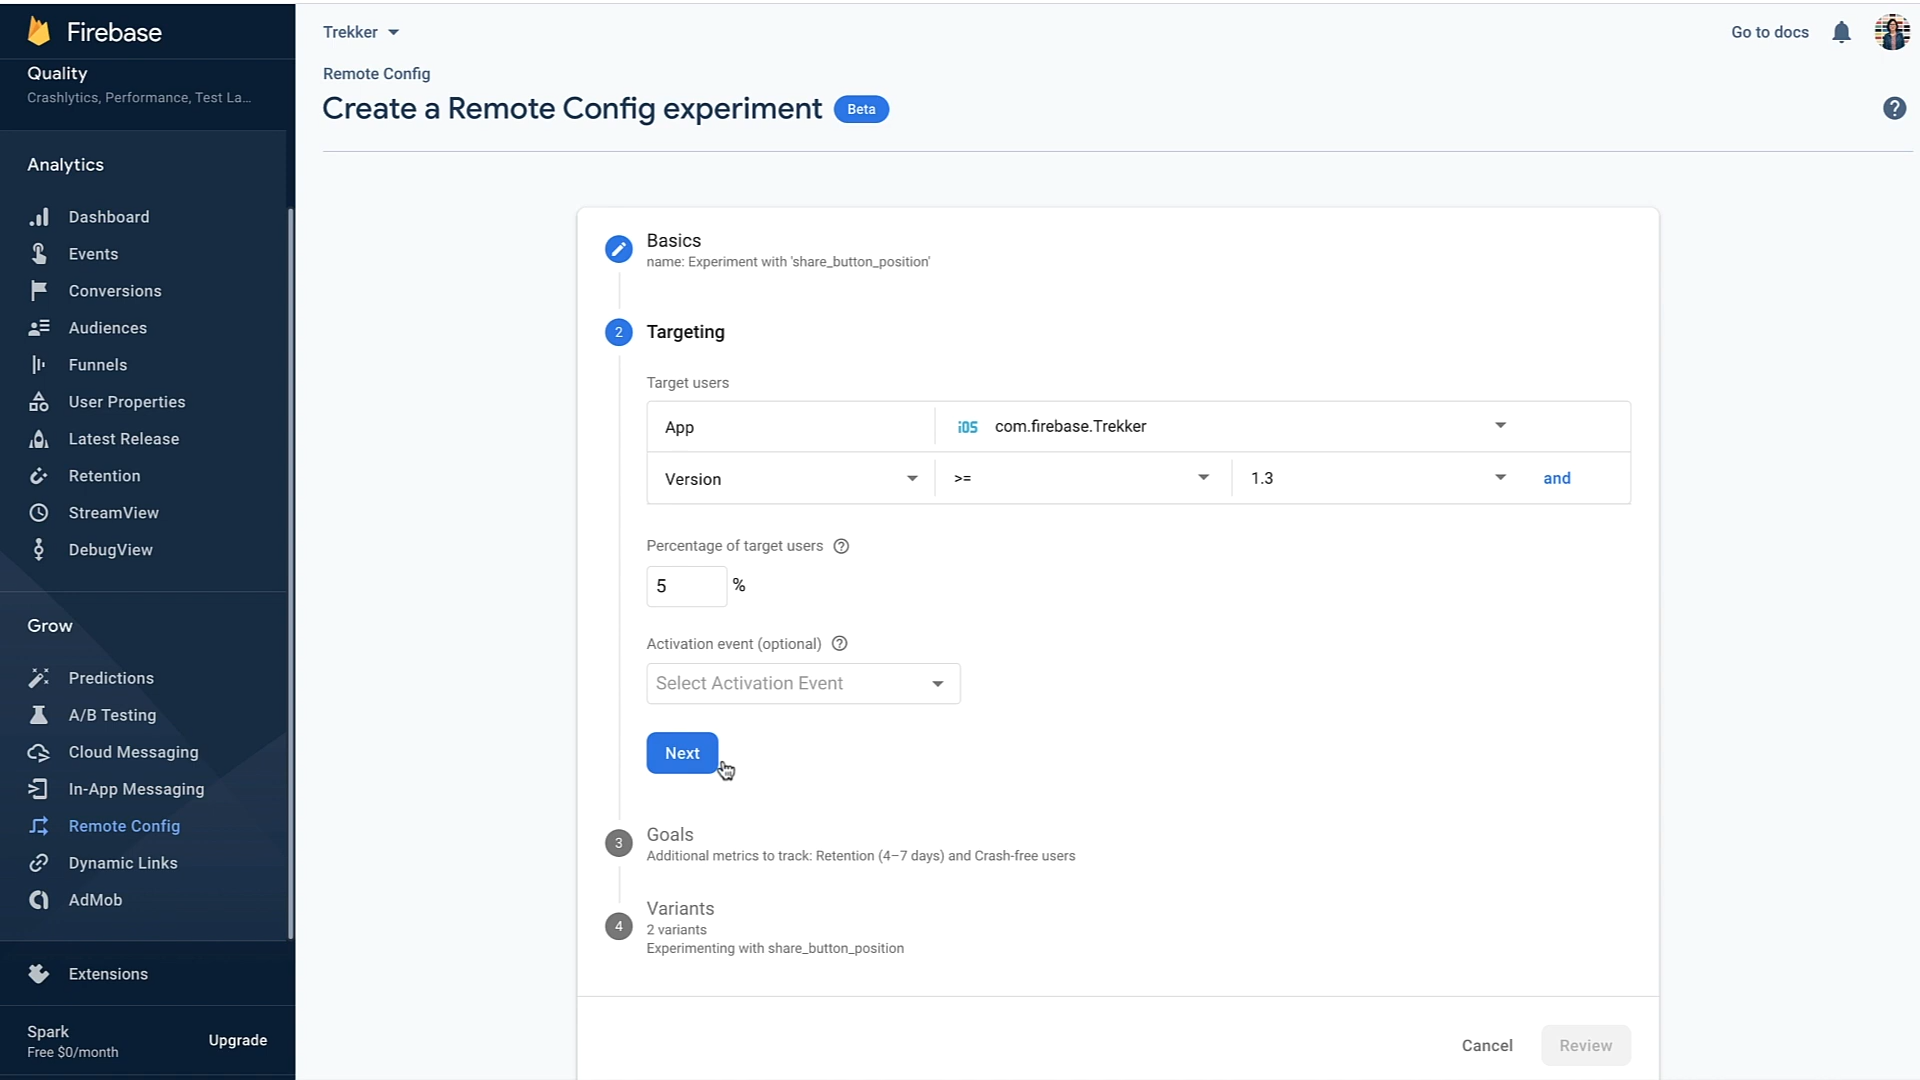 Firebase
Quality
Crashlytics, Performance, Test La...
Analytics
Dashboard
Events
Conversions
Audiences
Funnels
User Properties
Latest Release
Retention
StreamView
DebugView
Grow
Predictions
A/B Testing
Cloud Messaging
In-App Messaging
Remote Config
Dynamic Links
AdMob
Extensions
Spark
Free $0/month
Upgrade
Trekker
Go to docs
Remote Config
Create a Remote Config experiment Beta
?
Basics
name: Experiment with 'share_button_position'
2 Targeting
Target users
App iOS com.firebase.Trekker
Version >= 1.3 and
Percentage of target users ?
5 %
Activation event (optional) ?
Select Activation Event
Next
3 Goals
Additional metrics to track: Retention (4–7 days) and Crash-free users
4 Variants
2 variants
Experimenting with share_button_position
Cancel Review